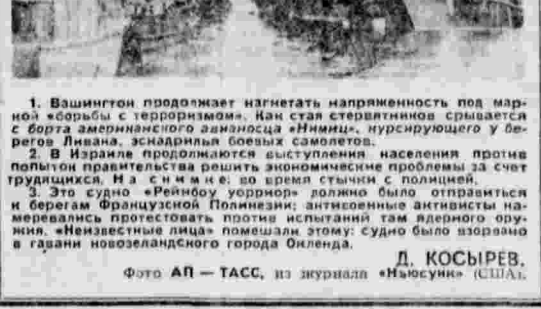 1. Вашингтон продолжает нагнетать напряженность под мар-
кой «борьбы с терроризмом». Как стая стервятников срывается
с борта американского авианосца «Нимиц», курсирующего у бе-
регов Ливана, эскадрилья боевых самолетов.
2. В Израиле продолжаются выступления населения против
попыток правительства решить экономические проблемы за счет
трудящихся. На снимке: во время стычки с полицией.
3. Это судно «Рейнбоу уорриор» должно было отправиться
к берегам Французской Полинезии: антивоенные активисты на-
меревались протестовать против испытаний там ядерного ору-
жия. «Неизвестные лица» помешали этому: судно было взорвано
в гавани новозеландского города Окленда.
Д. КОСЫРЕВ.
Фото АП — ТАСС, из журнала «Ньюсуик» (США).